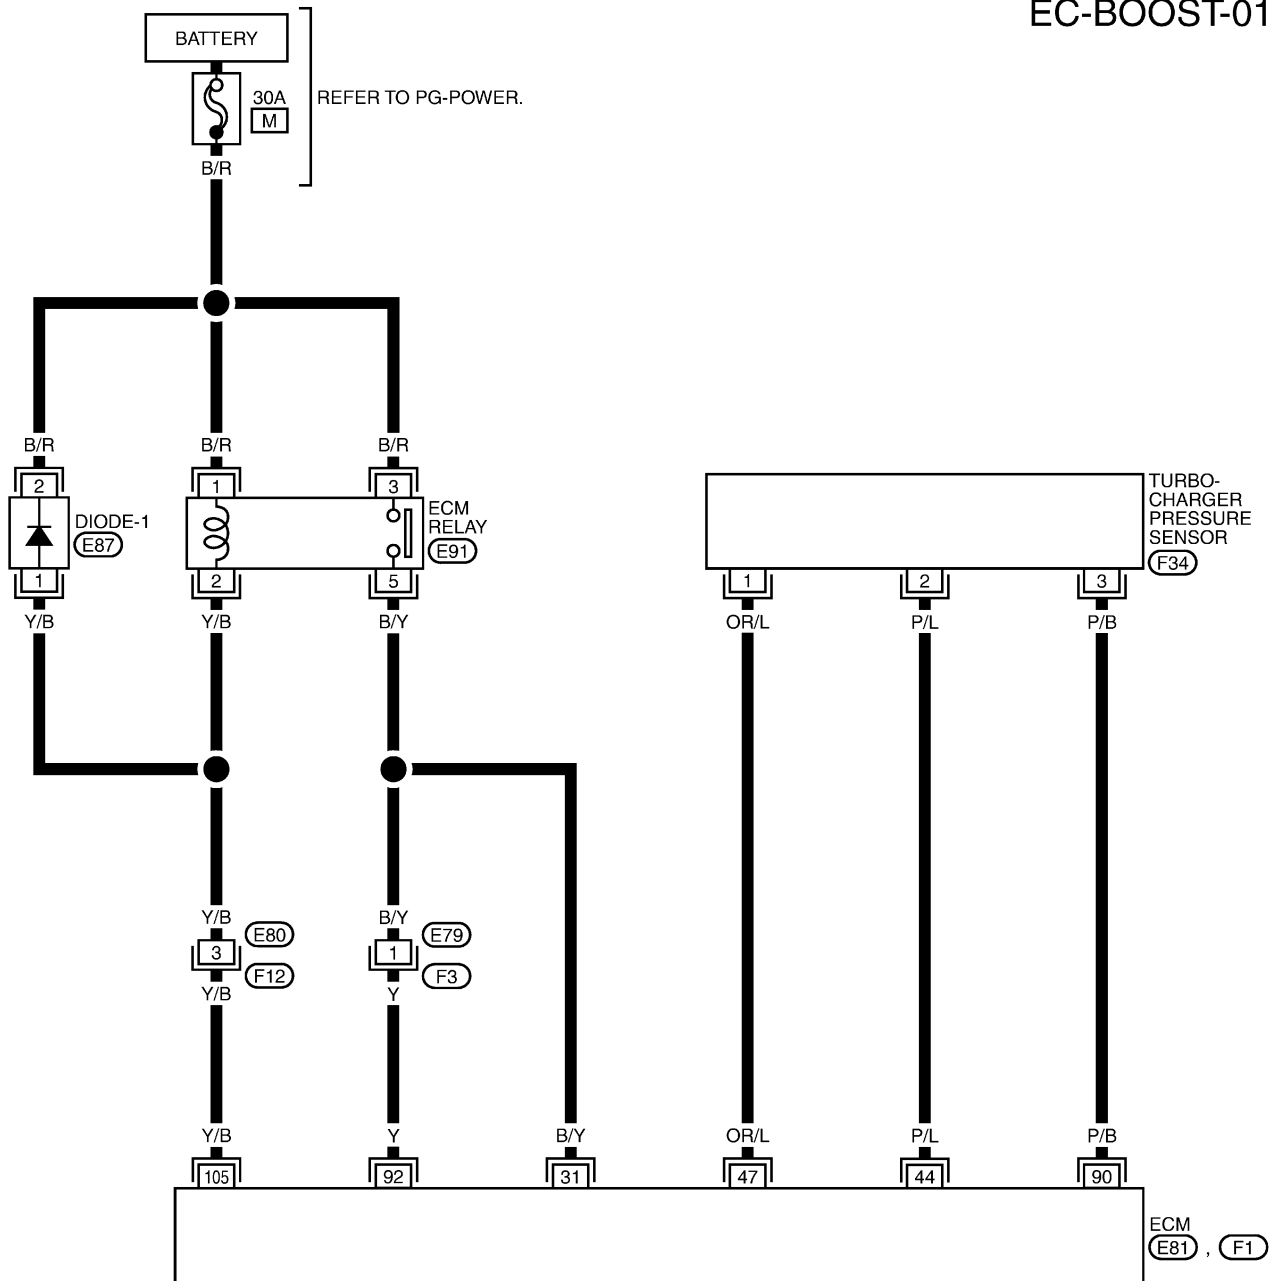 EC-BOOST-01
BATTERY
30A
M
REFER TO PG-POWER.
B/R
B/R B/R B/R
2 1 3
DIODE-1
E87
ECM
RELAY
E91
1 2 5
Y/B Y/B B/Y
TURBO-
CHARGER
PRESSURE
SENSOR
F34
1 2 3
OR/L P/L P/B
Y/B B/Y
E80 E79
3 1
F12 F3
Y/B Y
Y/B Y B/Y OR/L P/L P/B
105 92 31 47 44 90
ECM
E81 , F1